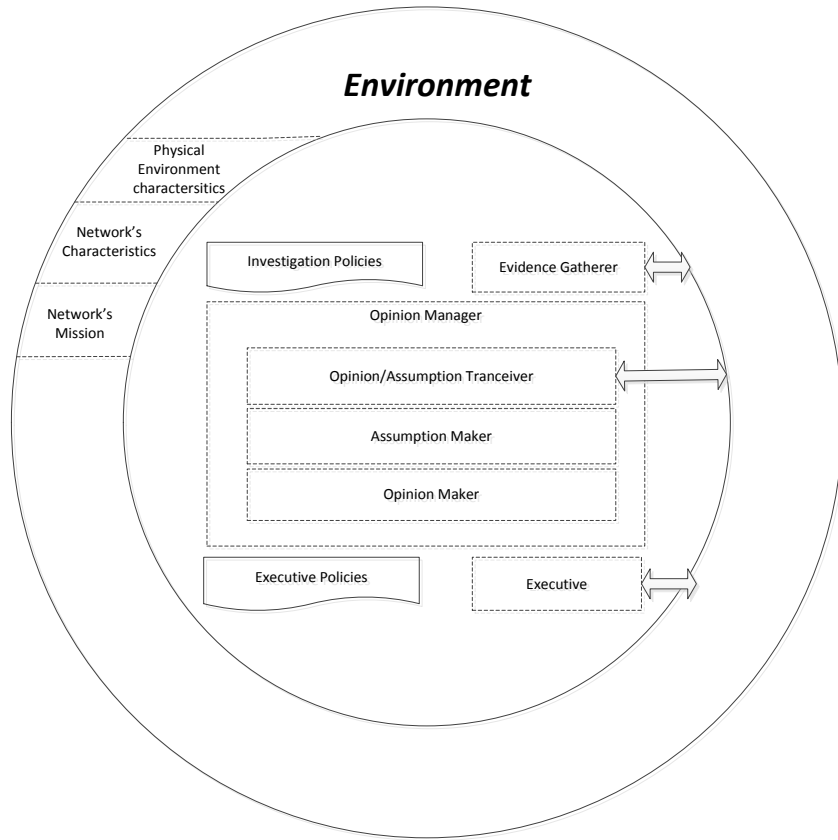 Environment
Physical
Environment
charactersitics
Network's
Characteristics
Network's
Mission
Investigation Policies
Evidence Gatherer
Opinion Manager
Opinion/Assumption Tranceiver
Assumption Maker
Opinion Maker
Executive Policies
Executive